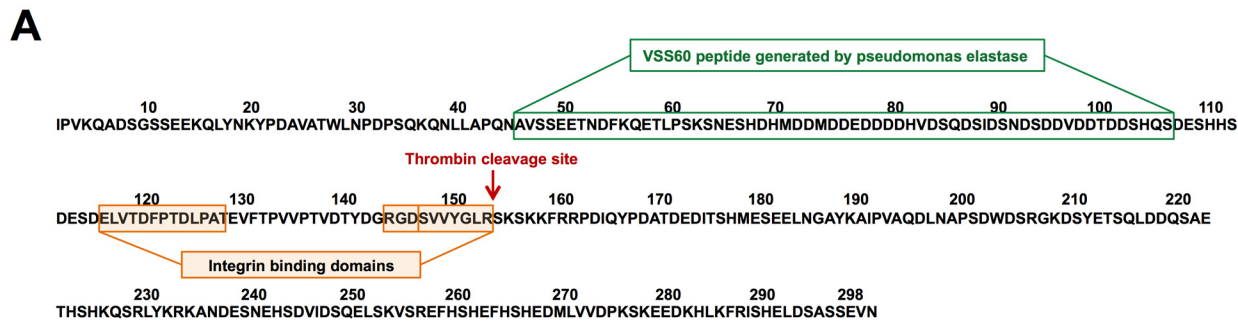 A
VSS60 peptide generated by pseudomonas elastase
10 20 30 40 50 60 70 80 90 100 110
IPVKQADSGSSEEKQLYNKYPDAVATWLNPDPSQKQNLLAPQNAVSSEETNDFKQETLPSKSNESHDHMDDMDDEDDDDHVDSQDSIDSNDSDDVDDTDDSHQSDESHHS
Thrombin cleavage site
120 130 140 150 160 170 180 190 200 210 220
DESDELVTDFPTDLPATEVFTPVVPTVDTYDGRGDSVVYGLRSKSKKFRRPDIQYPDATDEDITSHMESEELNGAYKAIPVAQDLNAPSDWDSRGKDSYETSQLDDQSAE
Integrin binding domains
230 240 250 260 270 280 290 298
THSHKQSRLYKRKANDESNEHSDVIDSQELSKVSREFHSHEFHSHEDMLVVDPKSKEEDKHLKFRISHELDSASSEVN